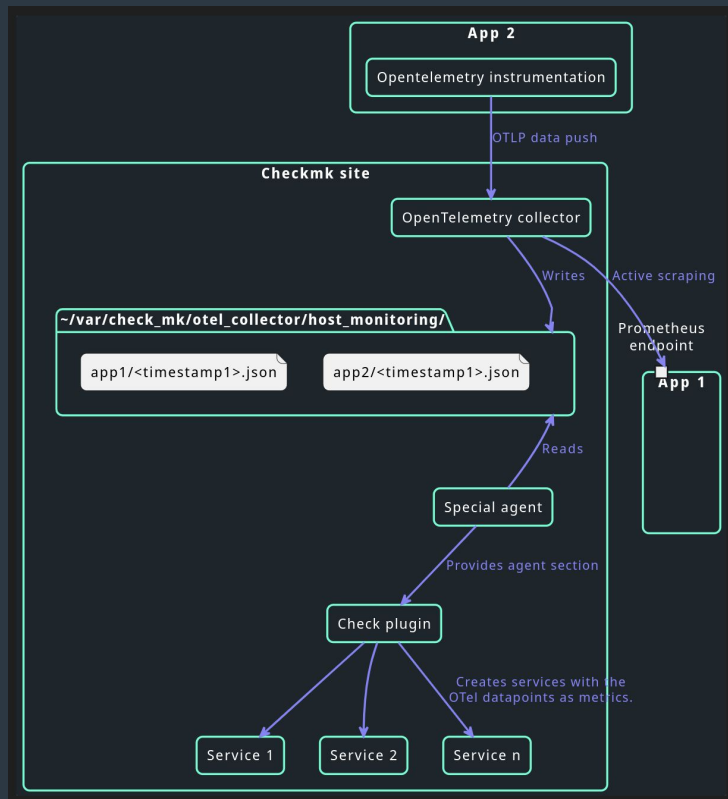 App 2
Opentelemetry instrumentation
OTLP data push
Checkmk site
OpenTelemetry collector
Writes
Active scraping
~/var/check_mk/otel_collector/host_monitoring/
Prometheus
endpoint
app1/<timestamp1>.json
app2/<timestamp1>.json
App 1
Reads
Special agent
Provides agent section
Check plugin
Creates services with the
OTel datapoints as metrics.
Service 1
Service 2
Service n